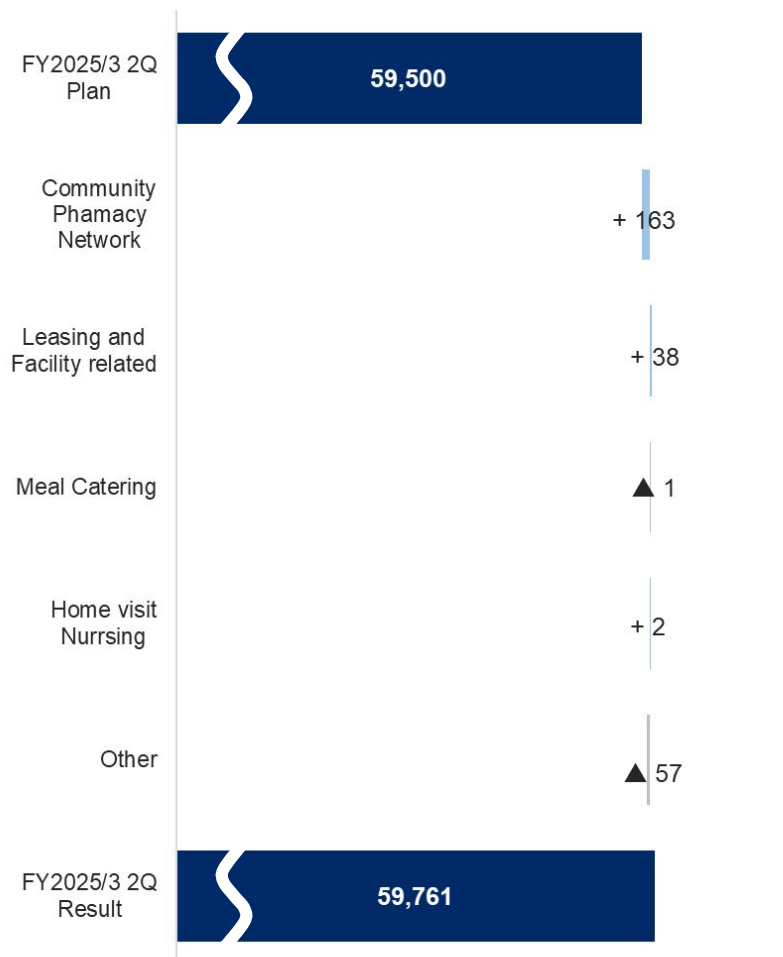 FY2025/3 2Q
Plan
59,500
Community
Phamacy
Network
+ 163
Leasing and
Facility related
+ 38
Meal Catering
▲ 1
Home visit
Nurrsing
+ 2
Other
▲ 57
FY2025/3 2Q
Result
59,761